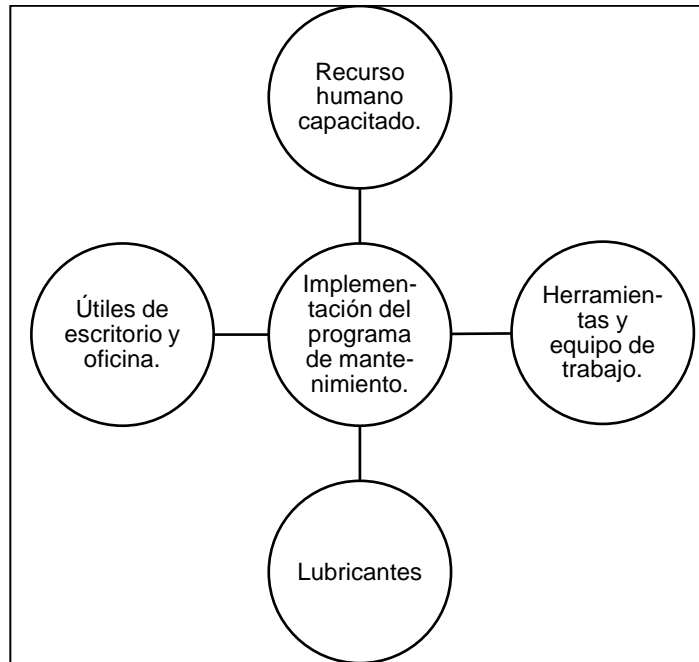 Recurso
humano
capacitado.
Útiles de
escritorio y
oficina.
Implemen-
tación del
programa
de mante-
nimiento.
Herramien-
tas y
equipo de
trabajo.
Lubricantes